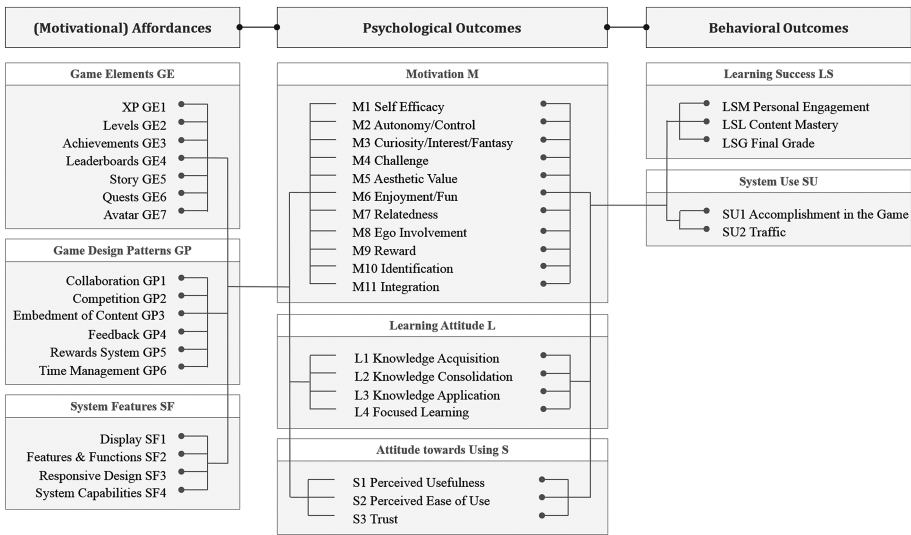 (Motivational) Affordances
Psychological Outcomes
Behavioral Outcomes
Game Elements GE
XP GE1
Levels GE2
Achievements GE3
Leaderboards GE4
Story GE5
Quests GE6
Avatar GE7
Game Design Patterns GP
Collaboration GP1
Competition GP2
Embedment of Content GP3
Feedback GP4
Rewards System GP5
Time Management GP6
System Features SF
Display SF1
Features & Functions SF2
Responsive Design SF3
System Capabilities SF4
Motivation M
M1 Self Efficacy
M2 Autonomy/Control
M3 Curiosity/Interest/Fantasy
M4 Challenge
M5 Aesthetic Value
M6 Enjoyment/Fun
M7 Relatedness
M8 Ego Involvement
M9 Reward
M10 Identification
M11 Integration
Learning Attitude L
L1 Knowledge Acquisition
L2 Knowledge Consolidation
L3 Knowledge Application
L4 Focused Learning
Attitude towards Using S
S1 Perceived Usefulness
S2 Perceived Ease of Use
S3 Trust
Learning Success LS
LSM Personal Engagement
LSL Content Mastery
LSG Final Grade
System Use SU
SU1 Accomplishment in the Game
SU2 Traffic